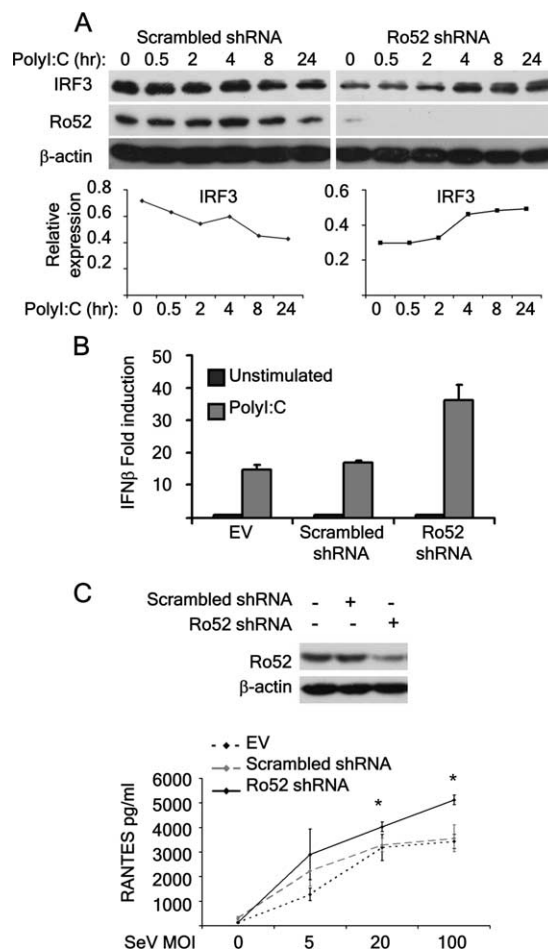 A
Scrambled shRNA Ro52 shRNA
PolyI:C (hr): 0 0.5 2 4 8 24 0 0.5 2 4 8 24
IRF3
Ro52
β-actin
IRF3 IRF3
Relative expression
0.8
0.6
0.4
0.2
0.6
0.4
0.2
0 0.5 2 4 8 24 0 0.5 2 4 8 24
PolyI:C (hr):
B
IFNβ Fold induction
50
40
30
20
10
Unstimulated
PolyI:C
EV Scrambled shRNA Ro52 shRNA
C
Scrambled shRNA - + -
Ro52 shRNA - - +
Ro52
β-actin
EV
Scrambled shRNA
Ro52 shRNA
RANTES pg/ml
6000
5000
4000
3000
2000
1000
* *
SeV MOI 0 5 20 100